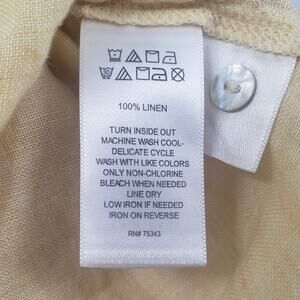 100% LINEN
TURN INSIDE OUT
MACHINE WASH COOL-
DELICATE CYCLE
WASH WITH LIKE COLORS
ONLY NON-CHLORINE
BLEACH WHEN NEEDED
LINE DRY
LOW IRON IF NEEDED
IRON ON REVERSE
RN# 75343